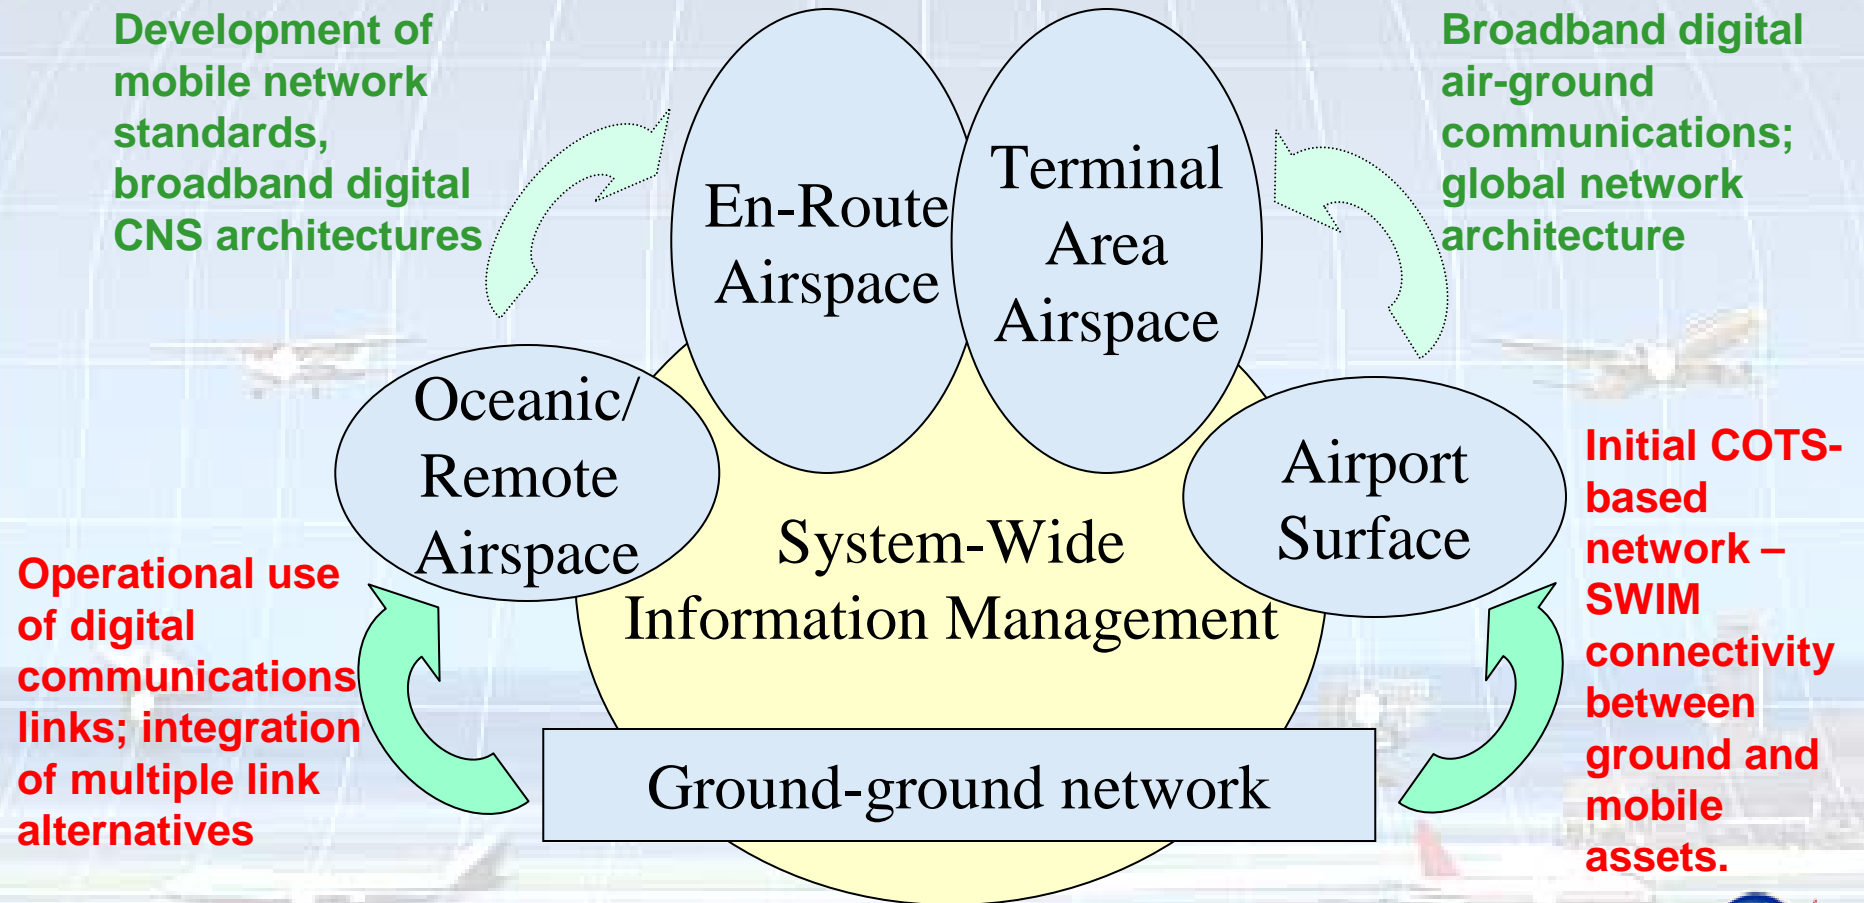 Development of
mobile network
standards,
broadband digital
CNS architectures
Broadband digital
air-ground
communications;
global network
architecture
En-Route
Airspace
Terminal
Area
Airspace
Oceanic/
Remote
Airspace
Airport
Surface
System-Wide
Information Management
Operational use
of digital
communications
links; integration
of multiple link
alternatives
Initial COTS-
based
network –
SWIM
connectivity
between
ground and
mobile
assets.
Ground-ground network